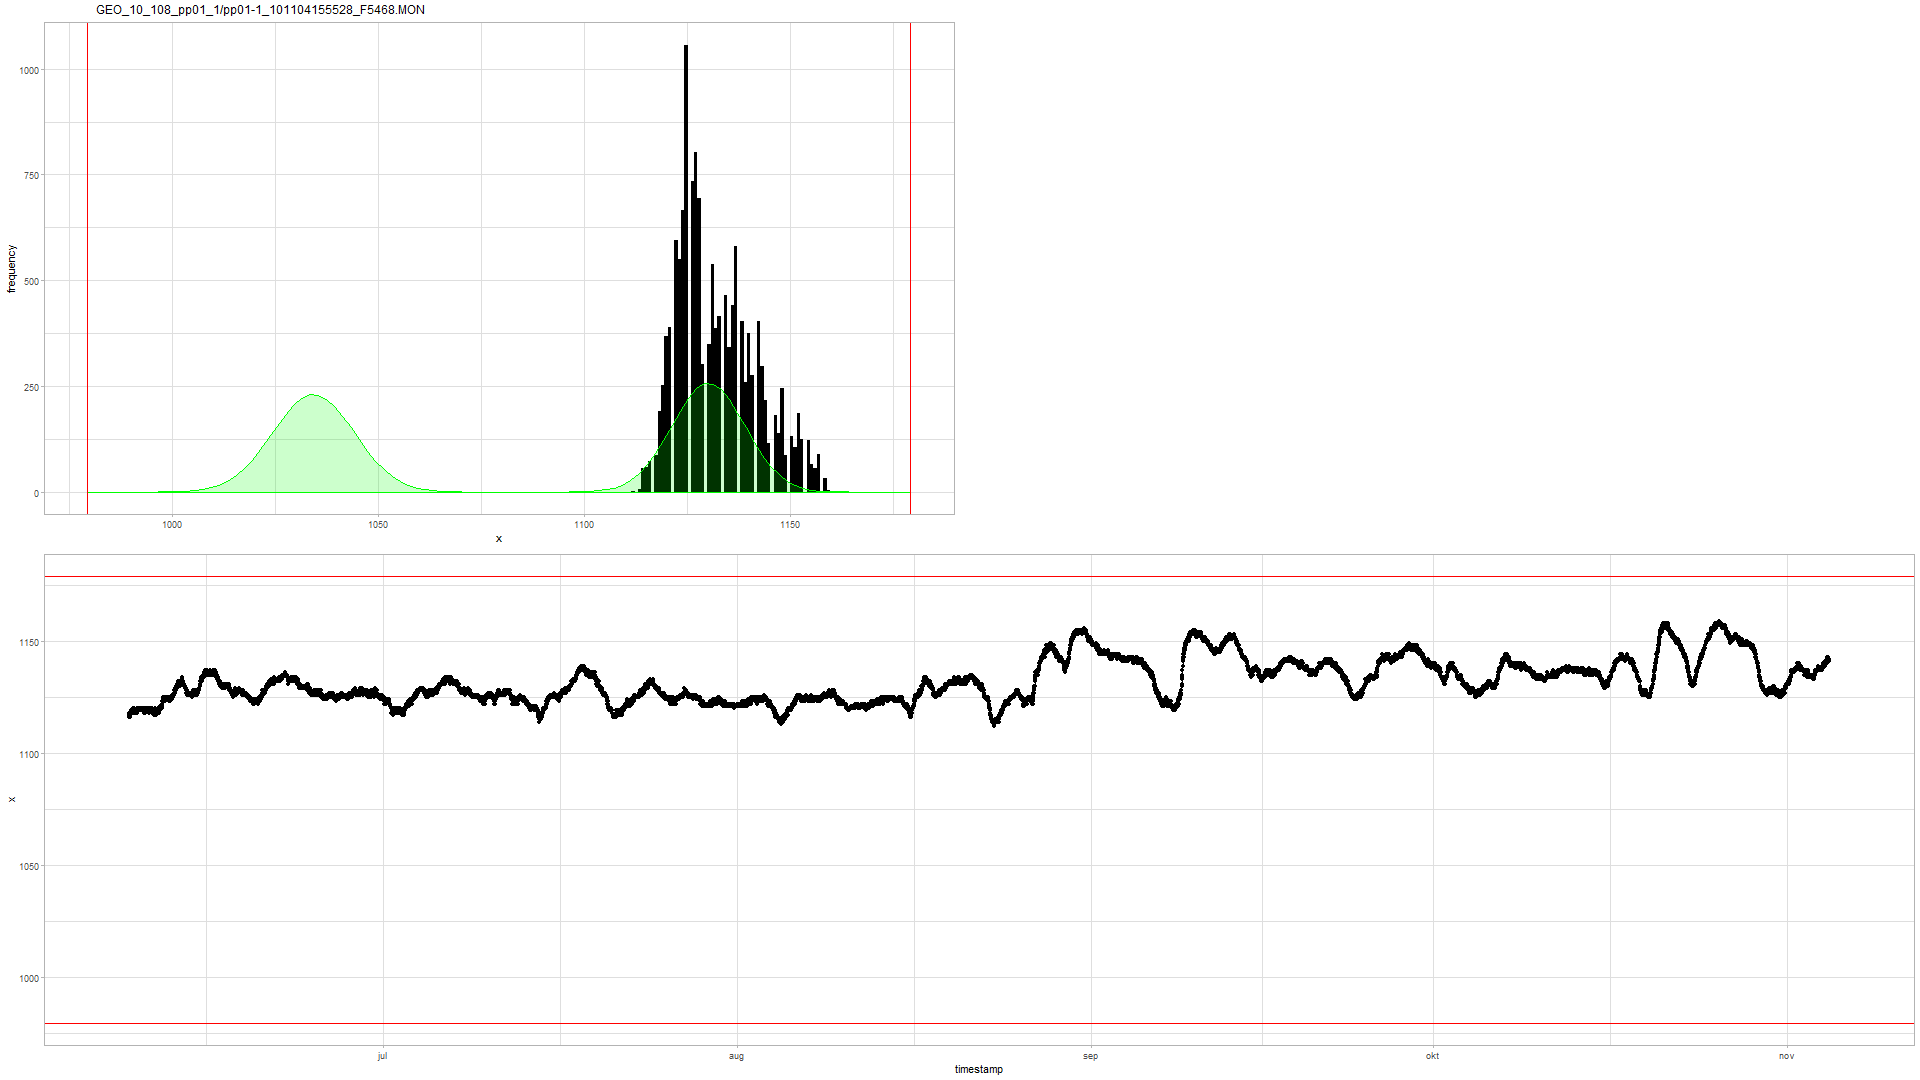 GEO_10_108_pp01_1/pp01-1_101104155528_F5468.MON
1000
750
500
250
0
frequency
1000 1050 1100 1150
x
1150
1100
1050
1000
x
jul aug sep okt nov
timestamp